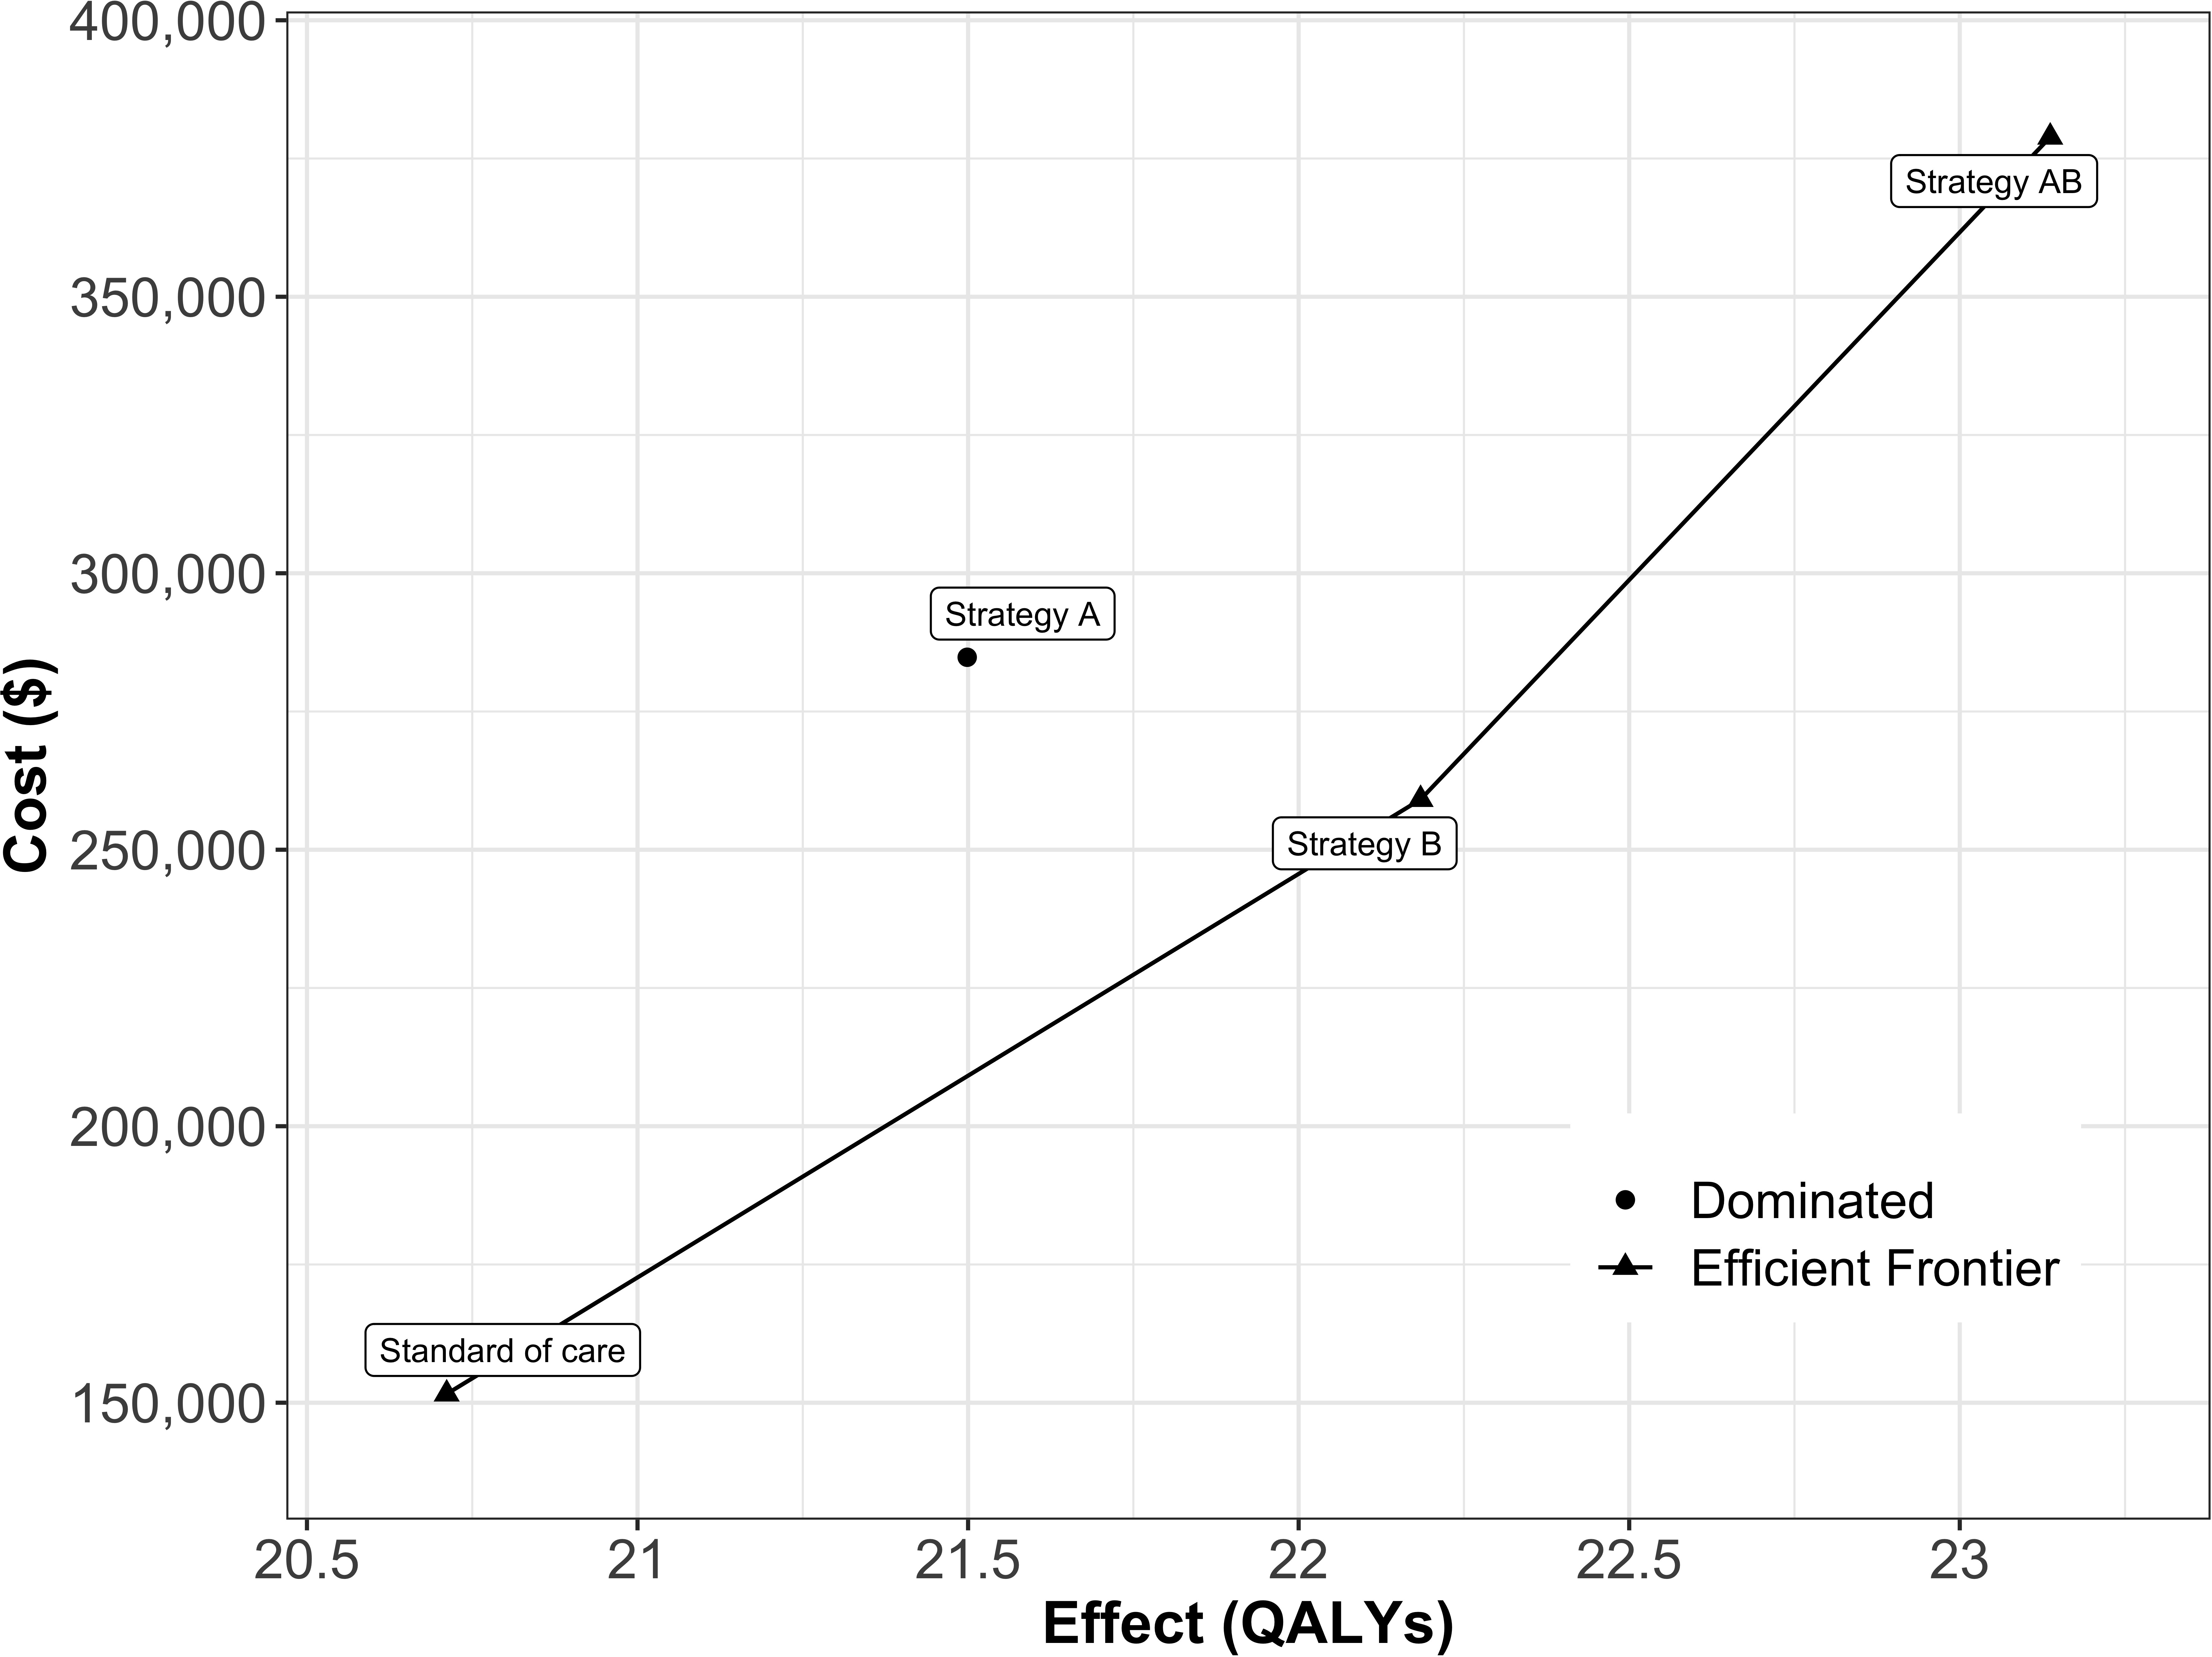 400,000
350,000
300,000
250,000
200,000
150,000
Cost ($)
Strategy AB
Strategy A
Strategy B
Standard of care
Dominated
Efficient Frontier
20.5 21 21.5 22 22.5 23
Effect (QALYs)